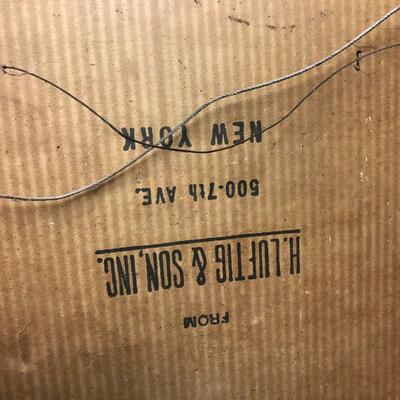 FROM
H. LUFTIG & SON, INC.
500-7th AVE.
NEW YORK